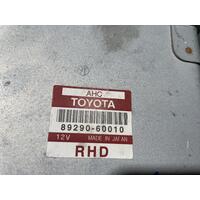 AHC
TOYOTA
89290-60010
12V MADE IN JAPAN
RHD